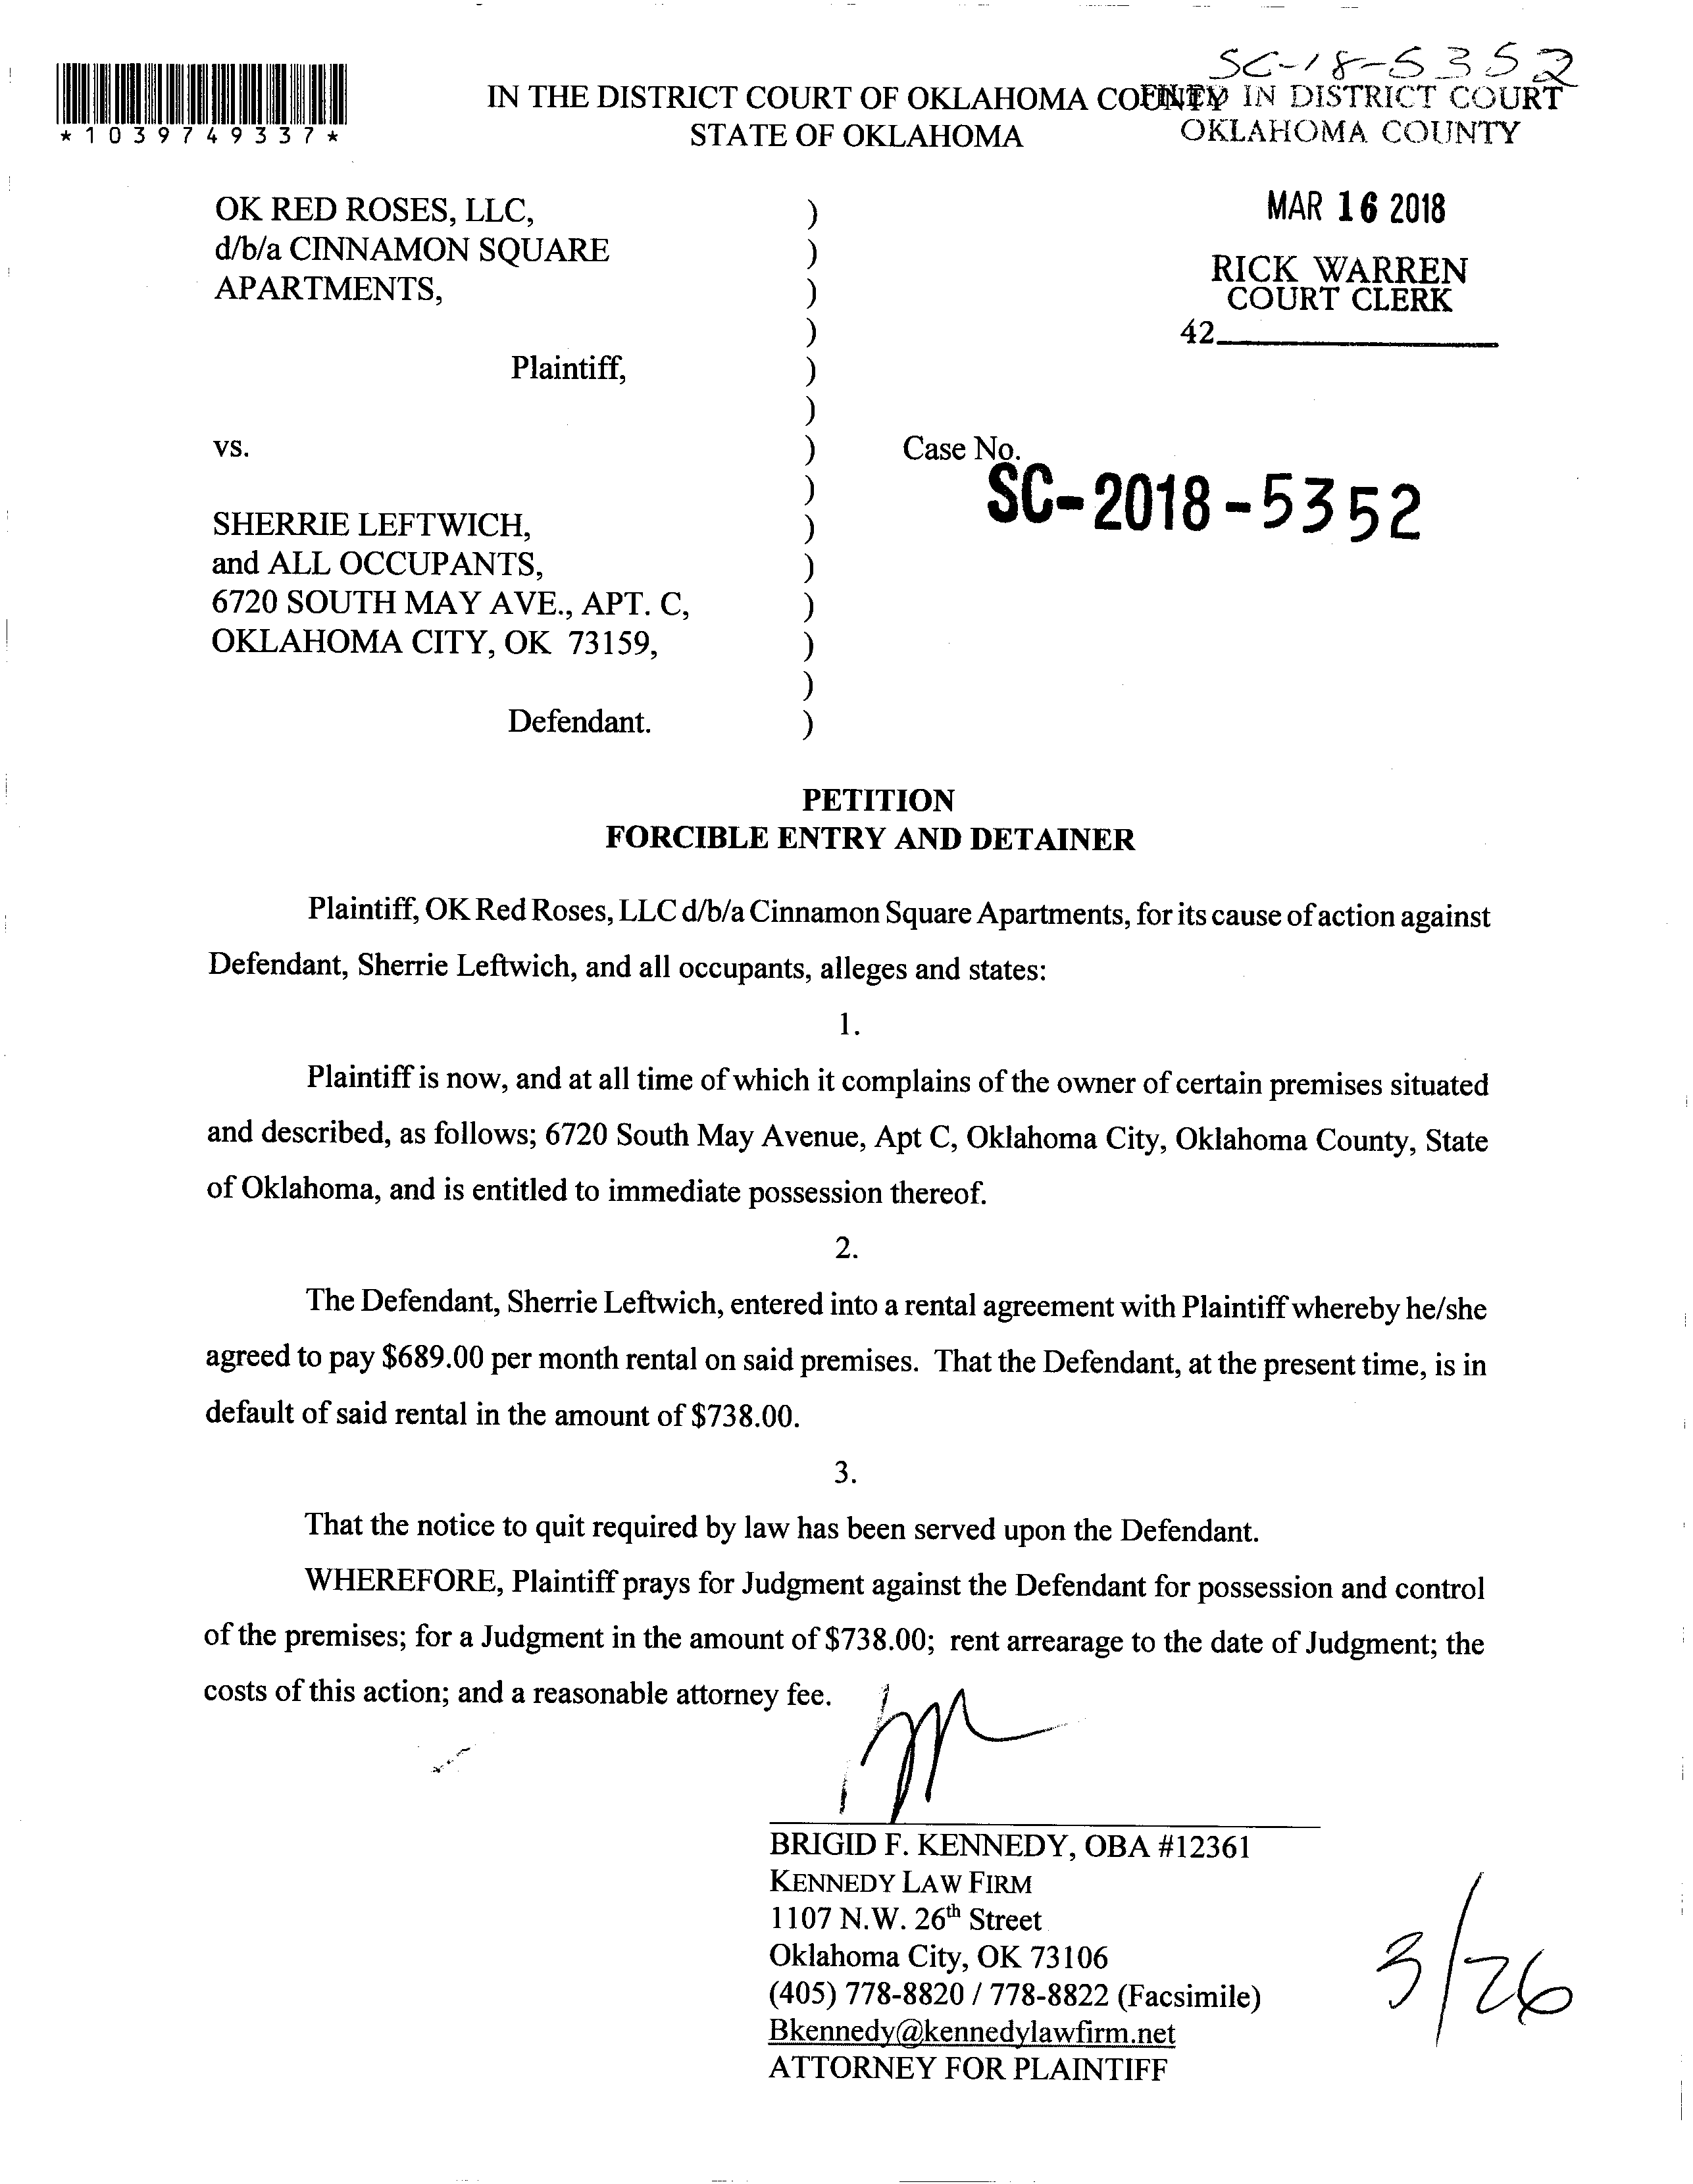 SC-18-5352
*1039749337*
IN THE DISTRICT COURT OF OKLAHOMA COUNTY
FILED IN DISTRICT COURT
STATE OF OKLAHOMA
OKLAHOMA COUNTY
MAR 16 2018
RICK WARREN
COURT CLERK
42
OK RED ROSES, LLC, )
d/b/a CINNAMON SQUARE )
APARTMENTS, )
)
Plaintiff, )
)
vs. )
Case No.
SC-2018-5352
)
SHERRIE LEFTWICH, )
and ALL OCCUPANTS, )
6720 SOUTH MAY AVE., APT. C, )
OKLAHOMA CITY, OK 73159, )
)
Defendant. )
PETITION
FORCIBLE ENTRY AND DETAINER
Plaintiff, OK Red Roses, LLC d/b/a Cinnamon Square Apartments, for its cause of action against
Defendant, Sherrie Leftwich, and all occupants, alleges and states:
1.
Plaintiff is now, and at all time of which it complains of the owner of certain premises situated
and described, as follows; 6720 South May Avenue, Apt C, Oklahoma City, Oklahoma County, State
of Oklahoma, and is entitled to immediate possession thereof.
2.
The Defendant, Sherrie Leftwich, entered into a rental agreement with Plaintiff whereby he/she
agreed to pay $689.00 per month rental on said premises. That the Defendant, at the present time, is in
default of said rental in the amount of $738.00.
3.
That the notice to quit required by law has been served upon the Defendant.
WHEREFORE, Plaintiff prays for Judgment against the Defendant for possession and control
of the premises; for a Judgment in the amount of $738.00; rent arrearage to the date of Judgment; the
costs of this action; and a reasonable attorney fee.
BRIGID F. KENNEDY, OBA #12361
KENNEDY LAW FIRM
1107 N.W. 26th Street
Oklahoma City, OK 73106
(405) 778-8820 / 778-8822 (Facsimile)
Bkennedy@kennedylawfirm.net
ATTORNEY FOR PLAINTIFF
3/26